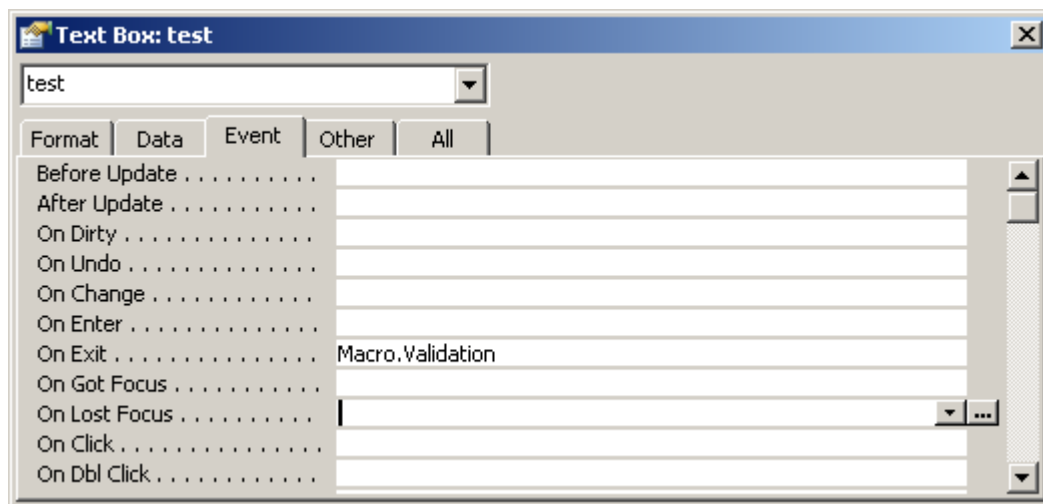 Text Box: test
test
Format Data Event Other All
Before Update . . . . . . . . . .
After Update . . . . . . . . . . .
On Dirty . . . . . . . . . . . . . .
On Undo . . . . . . . . . . . . . .
On Change . . . . . . . . . . . .
On Enter . . . . . . . . . . . . . .
On Exit . . . . . . . . . . . . . . . Macro.Validation
On Got Focus . . . . . . . . . . .
On Lost Focus . . . . . . . . . . ...
On Click . . . . . . . . . . . . . . .
On Dbl Click . . . . . . . . . . . .